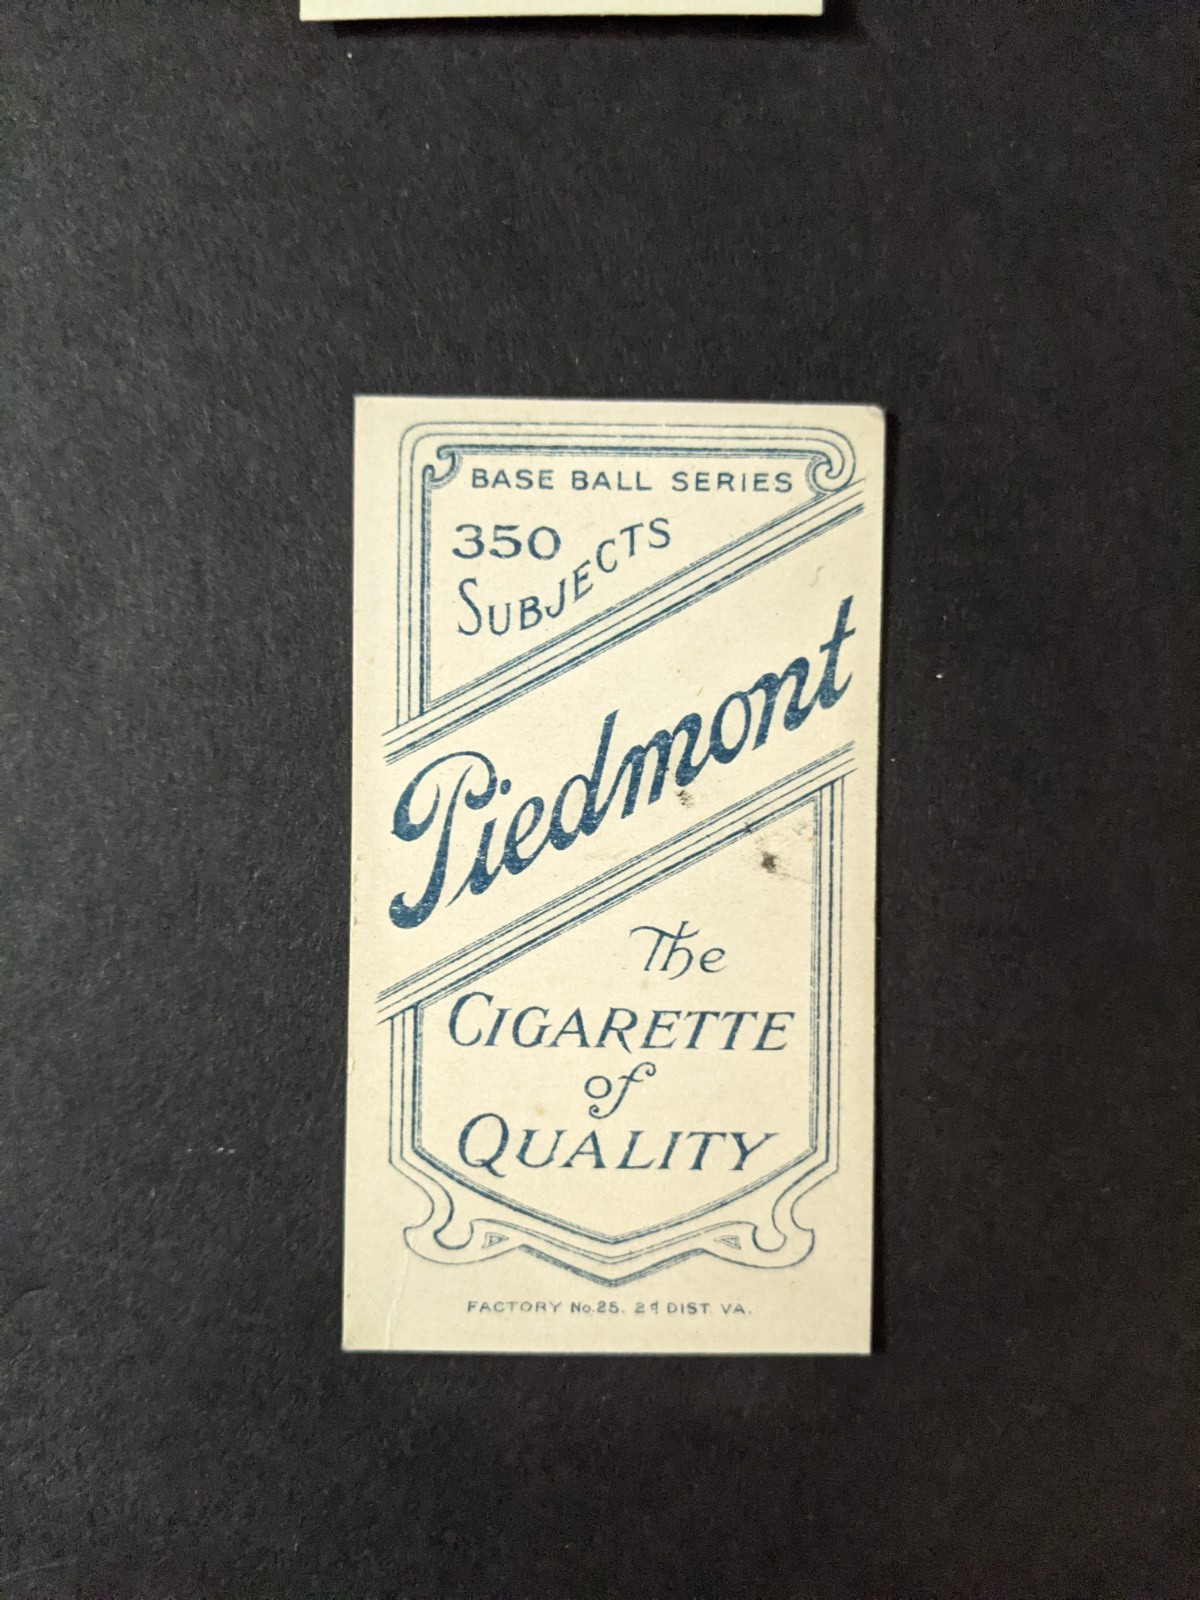 BASE BALL SERIES
350
SUBJECTS
Piedmont
The
CIGARETTE
of
QUALITY
FACTORY No. 25. 2d DIST. VA.